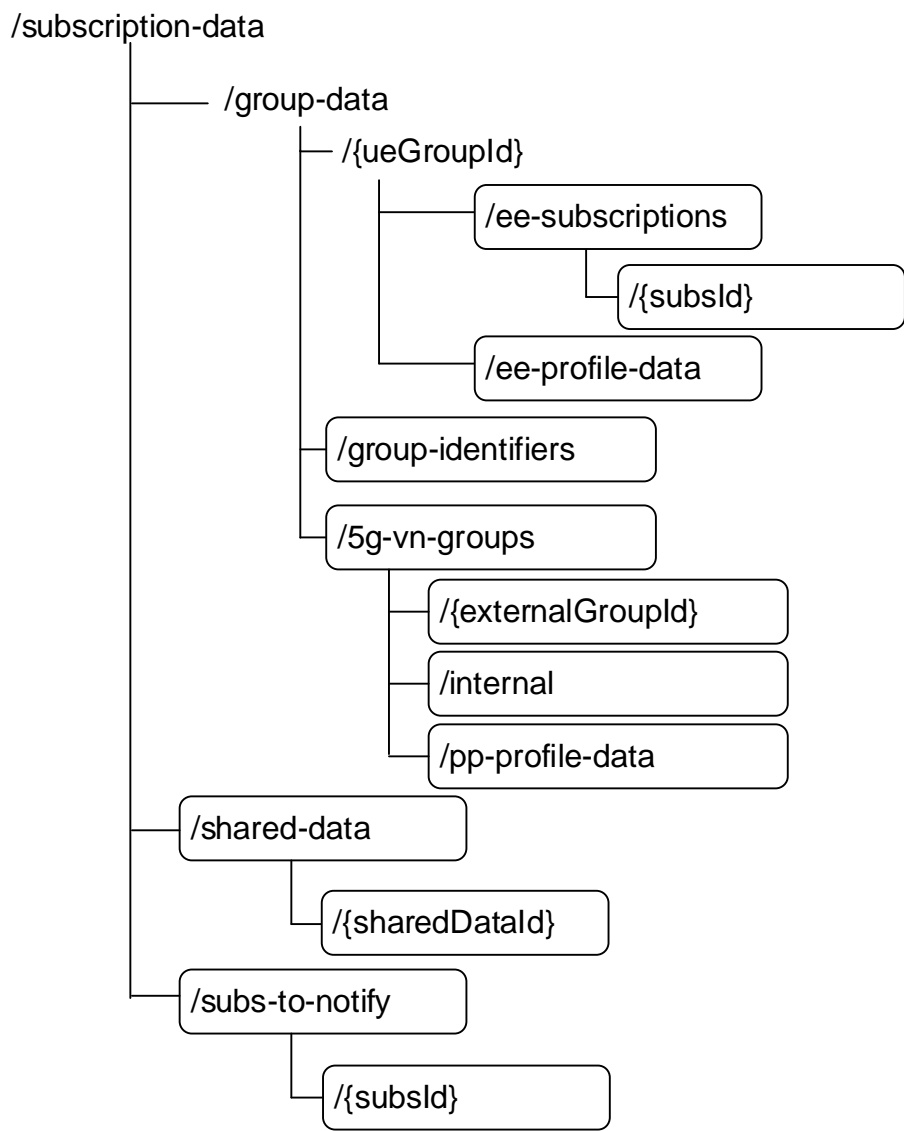 /subscription-data
/group-data
/{ueGroupId}
/ee-subscriptions
/{subsId}
/ee-profile-data
/group-identifiers
/5g-vn-groups
/{externalGroupId}
/internal
/pp-profile-data
/shared-data
/{sharedDataId}
/subs-to-notify
/{subsId}